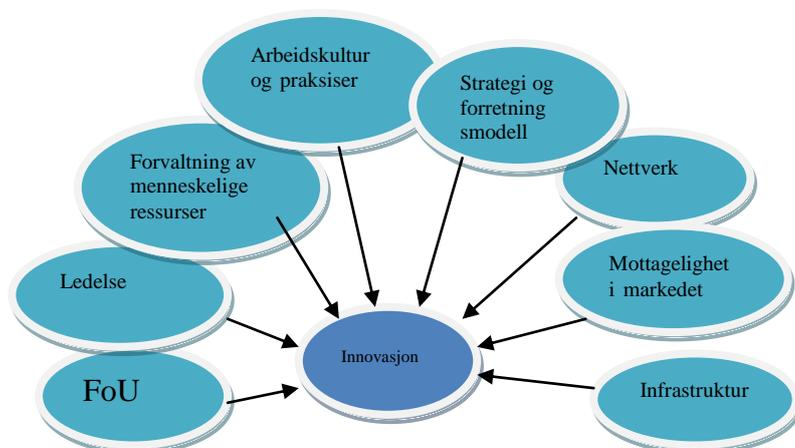 Arbeidskultur
og praksiser
Strategi og
forretning
smodell
Forvaltning av
menneskelige
ressurser
Nettverk
Ledelse
Mottagelighet
i markedet
Innovasjon
FoU
Infrastruktur